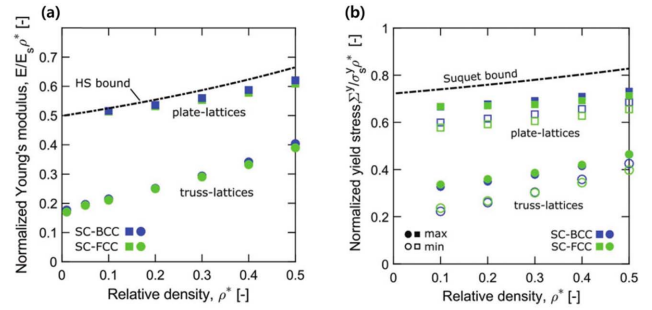 (a)
Normalized Young's modulus, E/Esρ* [-]
0.7
0.6
0.5
0.4
0.3
0.2
0.1
0
HS bound
plate-lattices
truss-lattices
SC-BCC
SC-FCC
0
0.1
0.2
0.3
0.4
0.5
Relative density, ρ* [-]
(b)
Normalized yield stress, Σʸ/σₛʸρ* [-]
1
0.8
0.6
0.4
0.2
0
Suquet bound
plate-lattices
truss-lattices
max
min
SC-BCC
SC-FCC
0
0.1
0.2
0.3
0.4
0.5
Relative density, ρ* [-]